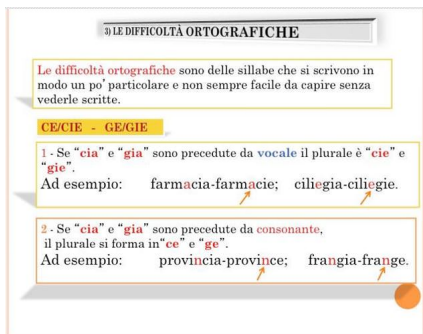 3) LE DIFFICOLTÀ ORTOGRAFICHE
Le difficoltà ortografiche sono delle sillabe che si scrivono in
modo un po' particolare e non sempre facile da capire senza
vederle scritte.
CE/CIE - GE/GIE
1 - Se “cia” e “gia” sono precedute da vocale il plurale è “cie” e
“gie”.
Ad esempio: farmacia-farmacie; ciliegia-ciliegie.
2 - Se “cia” e “gia” sono precedute da consonante,
il plurale si forma in“ce” e “ge”.
Ad esempio: provincia-province; frangia-frange.